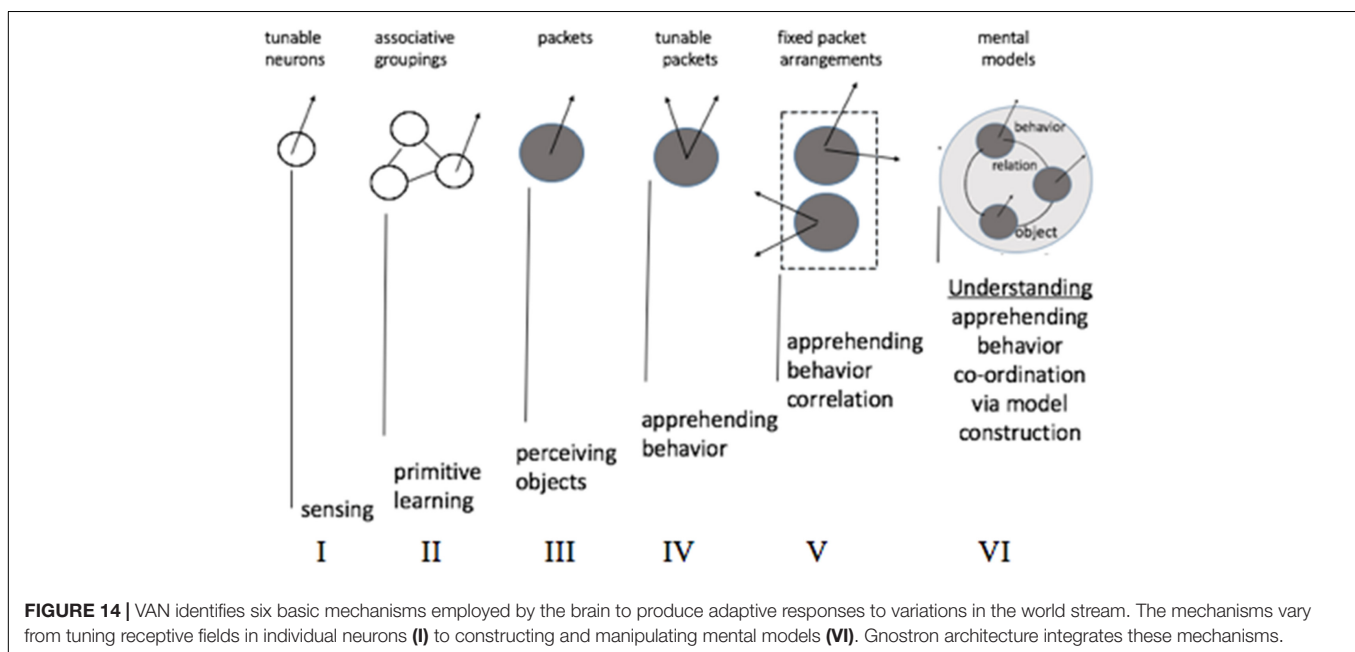 tunable
neurons
associative
groupings
packets
tunable
packets
fixed packet
arrangements
mental
models
behavior
relation
object
sensing
primitive
learning
perceiving
objects
apprehending
behavior
apprehending
behavior
correlation
Understanding
apprehending
behavior
co-ordination
via model
construction
I II III IV V VI
FIGURE 14 | VAN identifies six basic mechanisms employed by the brain to produce adaptive responses to variations in the world stream. The mechanisms vary
from tuning receptive fields in individual neurons (I) to constructing and manipulating mental models (VI). Gnostron architecture integrates these mechanisms.